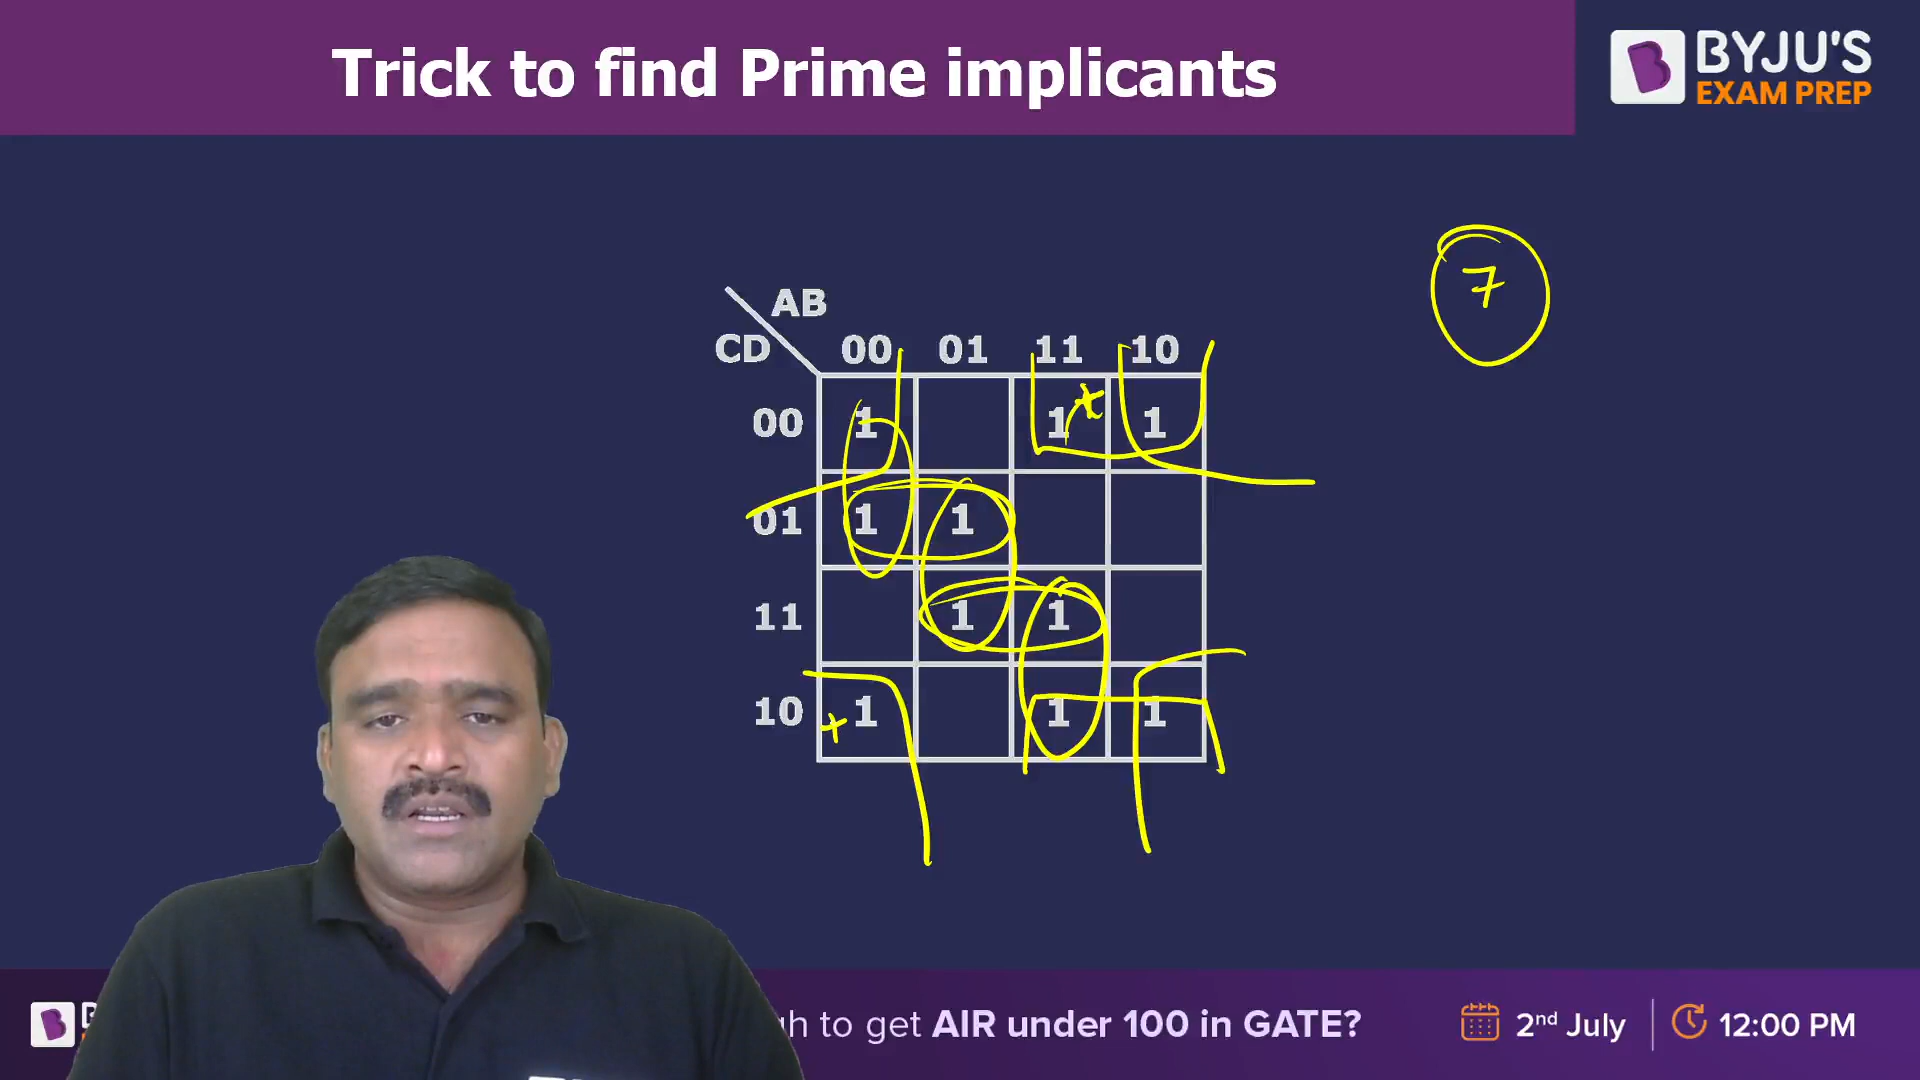 Trick to find Prime implicants
BYJU'S
EXAM PREP
7
AB
CD 00 01 11 10
00 1 1 * 1
01 1 1
11 1 1
10 + 1 1 1
to get AIR under 100 in GATE?
2nd July
12:00 PM